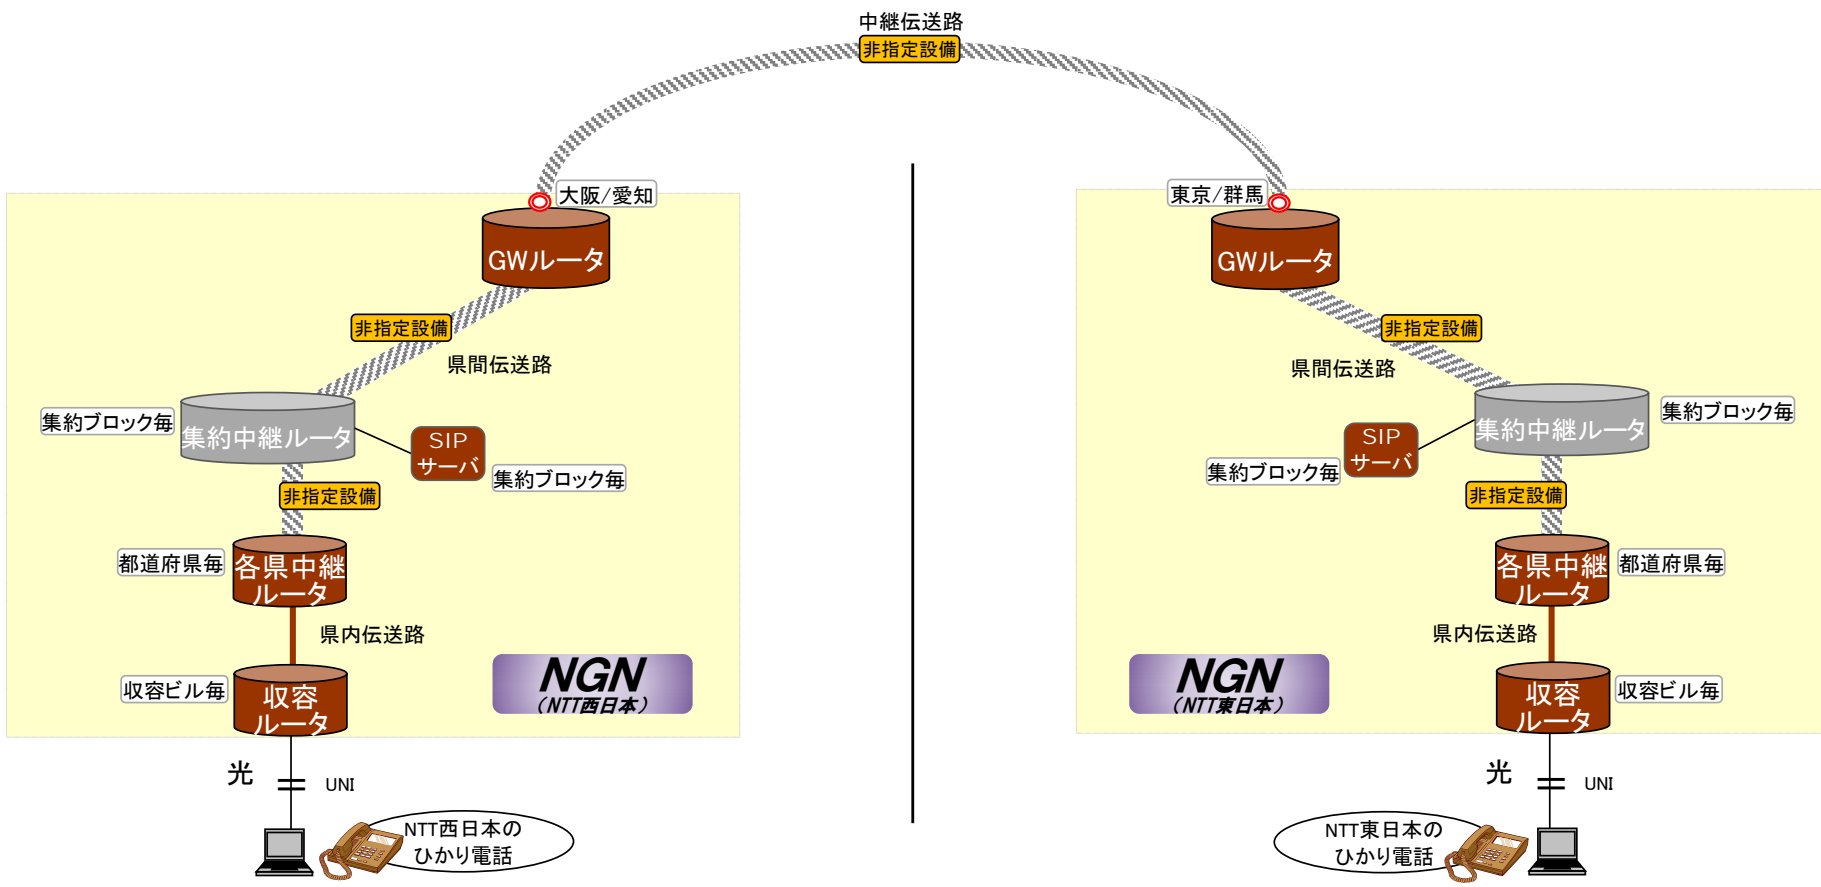 中継伝送路
非指定設備
大阪/愛知
GWルータ
非指定設備
県間伝送路
集約ブロック毎
集約中継ルータ
SIP
サーバ
集約ブロック毎
非指定設備
都道府県毎
各県中継
ルータ
県内伝送路
収容ビル毎
収容
ルータ
NGN
(NTT西日本)
光
UNI
NTT西日本の
ひかり電話
東京/群馬
GWルータ
非指定設備
県間伝送路
集約中継ルータ
集約ブロック毎
SIP
サーバ
集約ブロック毎
非指定設備
各県中継
ルータ
都道府県毎
県内伝送路
収容
ルータ
収容ビル毎
NGN
(NTT東日本)
光
UNI
NTT東日本の
ひかり電話